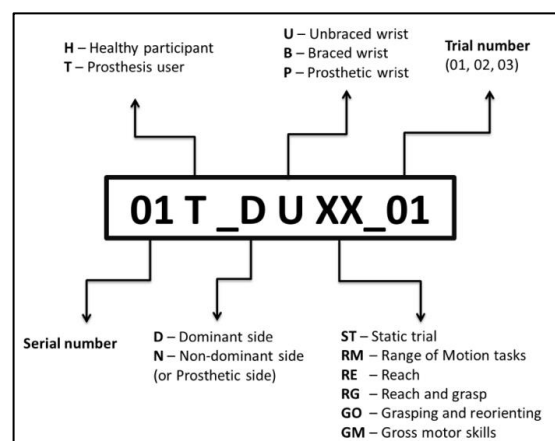 H – Healthy participant
T – Prosthesis user
U – Unbraced wrist
B – Braced wrist
P – Prosthetic wrist
Trial number
(01, 02, 03)
01 T _D U XX_01
Serial number
D – Dominant side
N – Non-dominant side
(or Prosthetic side)
ST – Static trial
RM – Range of Motion tasks
RE – Reach
RG – Reach and grasp
GO – Grasping and reorienting
GM – Gross motor skills